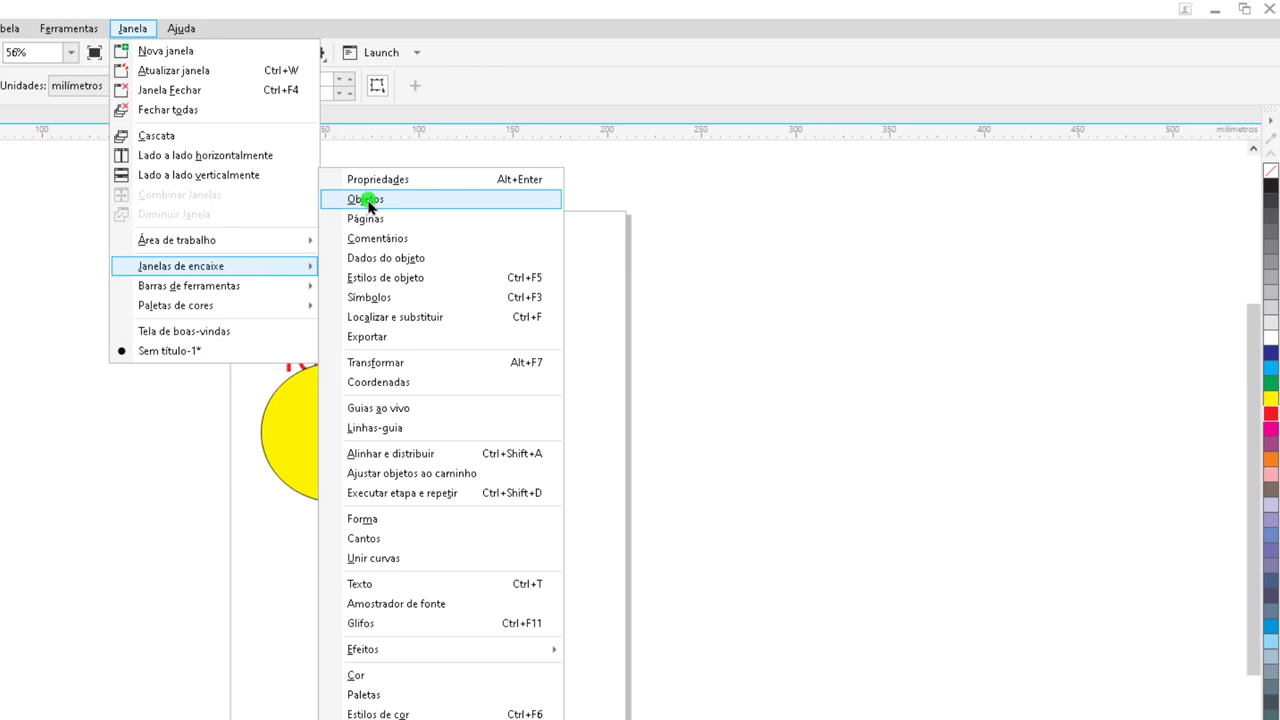 bela Ferramentas Janela Ajuda
56% Launch
Unidades: milímetros
100 50 100 150 200 250 300 350 400 450 500 milímetros
Nova janela
Atualizar janela Ctrl+W
Janela Fechar Ctrl+F4
Fechar todas
Cascata
Lado a lado horizontalmente
Lado a lado verticalmente
Combinar Janelas
Diminuir Janela
Área de trabalho
Janelas de encaixe
Barras de ferramentas
Paletas de cores
Tela de boas-vindas
Sem título-1*
Propriedades Alt+Enter
Objetos
Páginas
Comentários
Dados do objeto
Estilos de objeto Ctrl+F5
Símbolos Ctrl+F3
Localizar e substituir Ctrl+F
Exportar
Transformar Alt+F7
Coordenadas
Guias ao vivo
Linhas-guia
Alinhar e distribuir Ctrl+Shift+A
Ajustar objetos ao caminho
Executar etapa e repetir Ctrl+Shift+D
Forma
Cantos
Unir curvas
Texto Ctrl+T
Amostrador de fonte
Glifos Ctrl+F11
Efeitos
Cor
Paletas
Estilos de cor Ctrl+F6